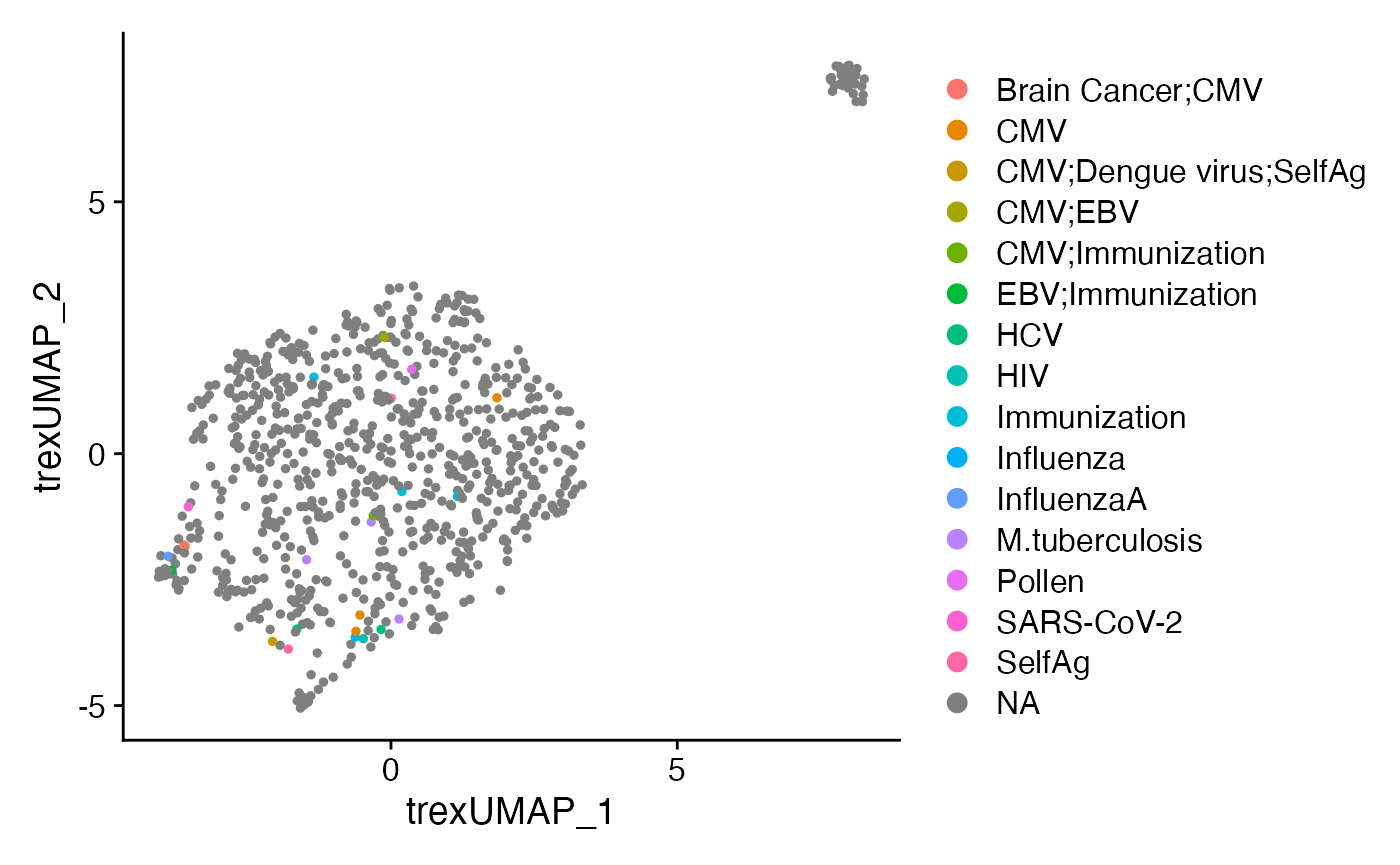 5
0
-5
0
5
trexUMAP_1
trexUMAP_2
Brain Cancer;CMV
CMV
CMV;Dengue virus;SelfAg
CMV;EBV
CMV;Immunization
EBV;Immunization
HCV
HIV
Immunization
Influenza
InfluenzaA
M.tuberculosis
Pollen
SARS-CoV-2
SelfAg
NA